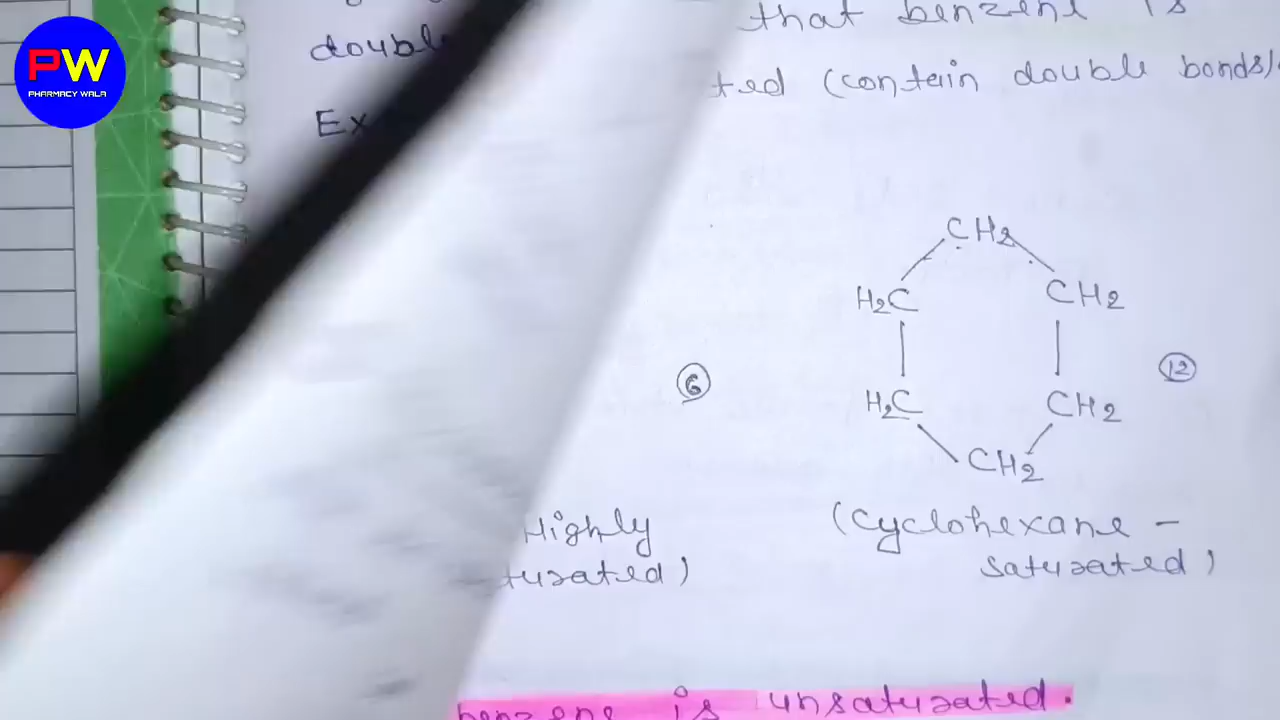 PW
PHARMACY WALA
that benzene is
doubl
ted (contain double bonds)
Ex
CH2
H2C CH2
6 12
H2C CH2
CH2
Highly (Cyclohexane -
turated) saturated)
benzene is unsaturated.